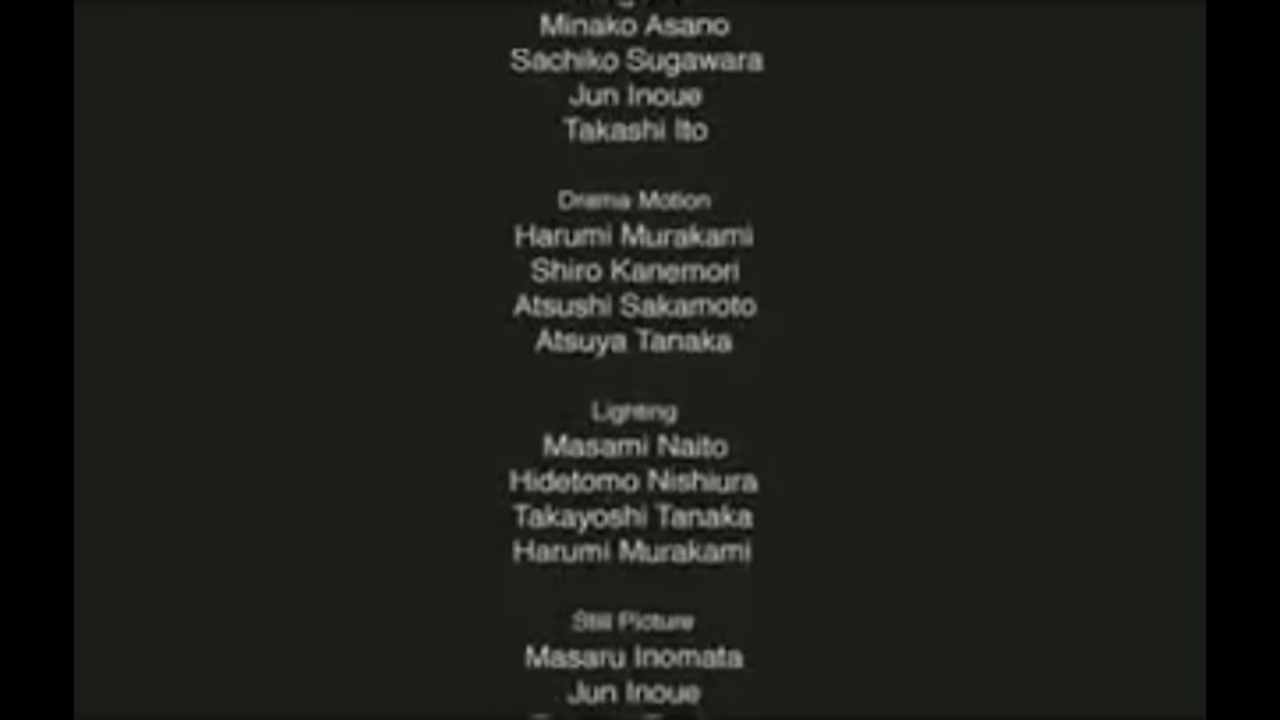 Minako Asano
Sachiko Sugawara
Jun Inoue
Takashi Ito
Drama Motion
Harumi Murakami
Shiro Kanemori
Atsushi Sakamoto
Atsuya Tanaka
Lighting
Masami Naito
Hidetomo Nishiura
Takayoshi Tanaka
Harumi Murakami
Still Picture
Masaru Inomata
Jun Inoue